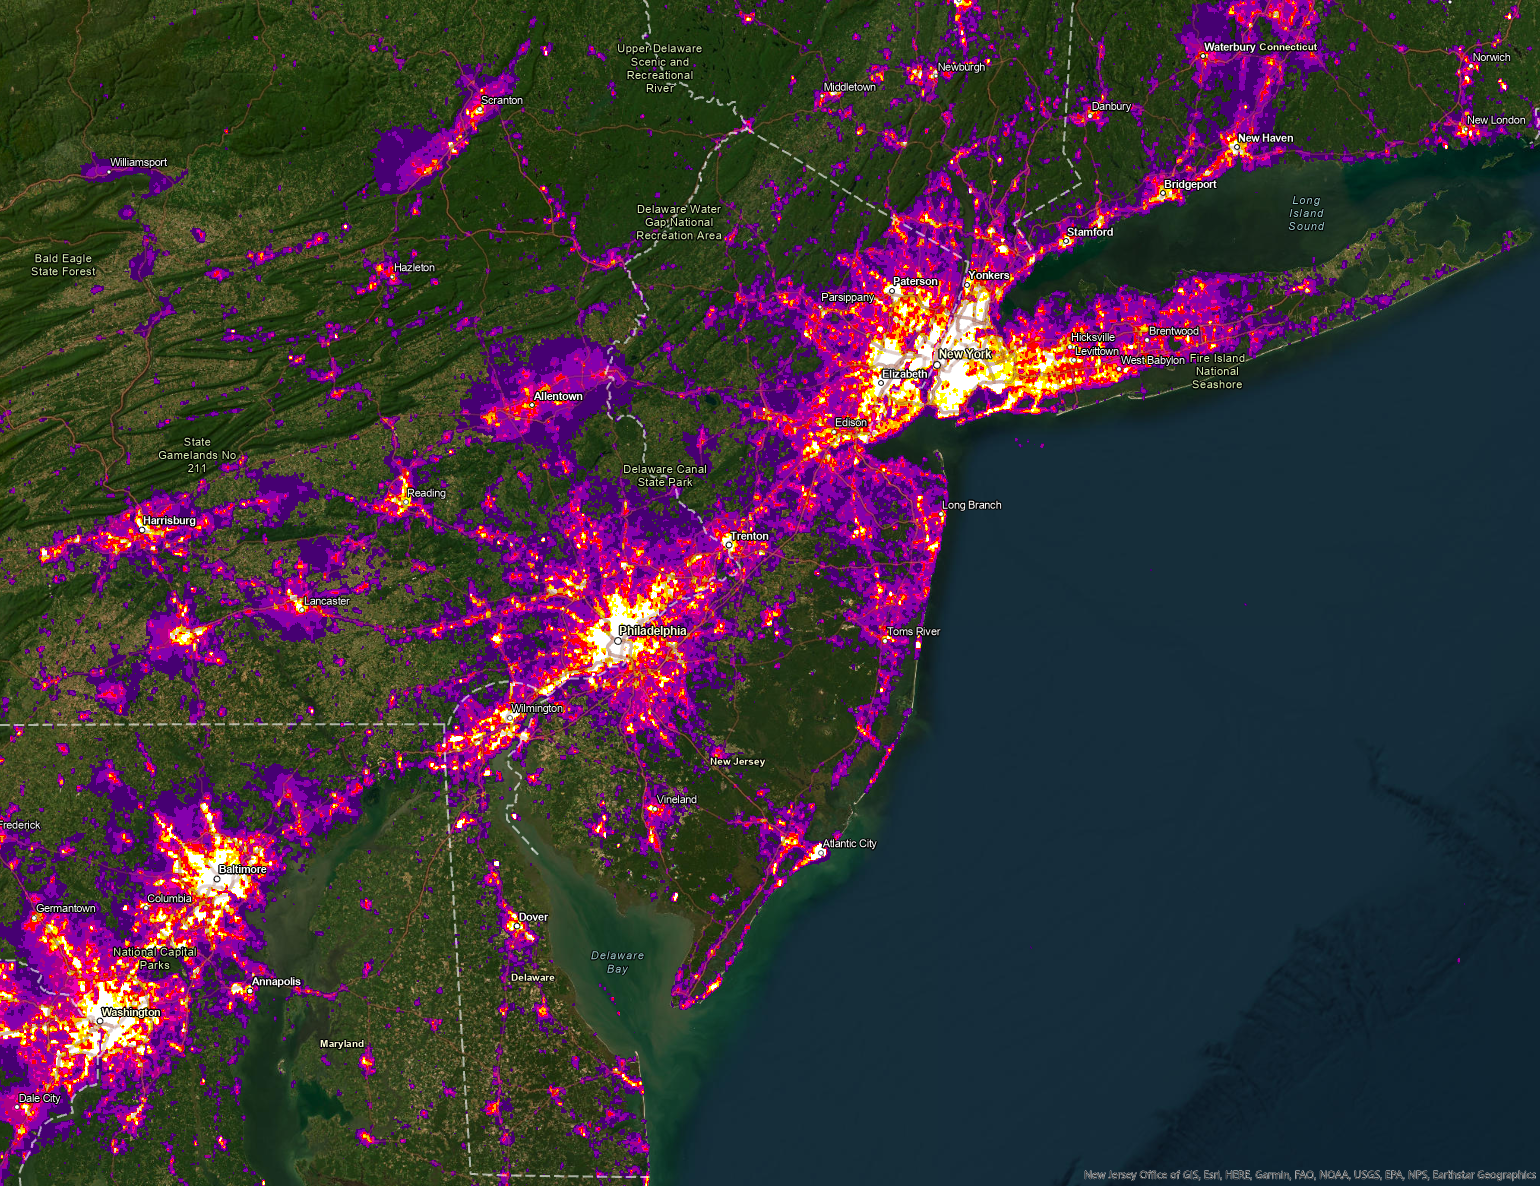 Upper Delaware
Scenic and
Recreational
River
Waterbury
Connecticut
Norwich
Newburgh
Middletown
Scranton
Danbury
New London
New Haven
Williamsport
Bridgeport
Delaware Water
Gap National
Recreation Area
Long
Island
Sound
Stamford
Bald Eagle
State Forest
Hazleton
Yonkers
Paterson
Parsippany
Brentwood
Hicksville
Levittown
New York
West Babylon
Fire Island
National
Seashore
Elizabeth
Allentown
Edison
State
Gamelands No
211
Delaware Canal
State Park
Reading
Long Branch
Harrisburg
Trenton
Lancaster
Philadelphia
Toms River
Wilmington
New Jersey
Vineland
Frederick
Atlantic City
Baltimore
Columbia
Germantown
Dover
National Capital
Parks
Delaware
Bay
Annapolis
Delaware
Washington
Maryland
Dale City
New Jersey Office of GIS, Esri, HERE, Garmin, FAO, NOAA, USGS, EPA, NPS, Earthstar Geographics